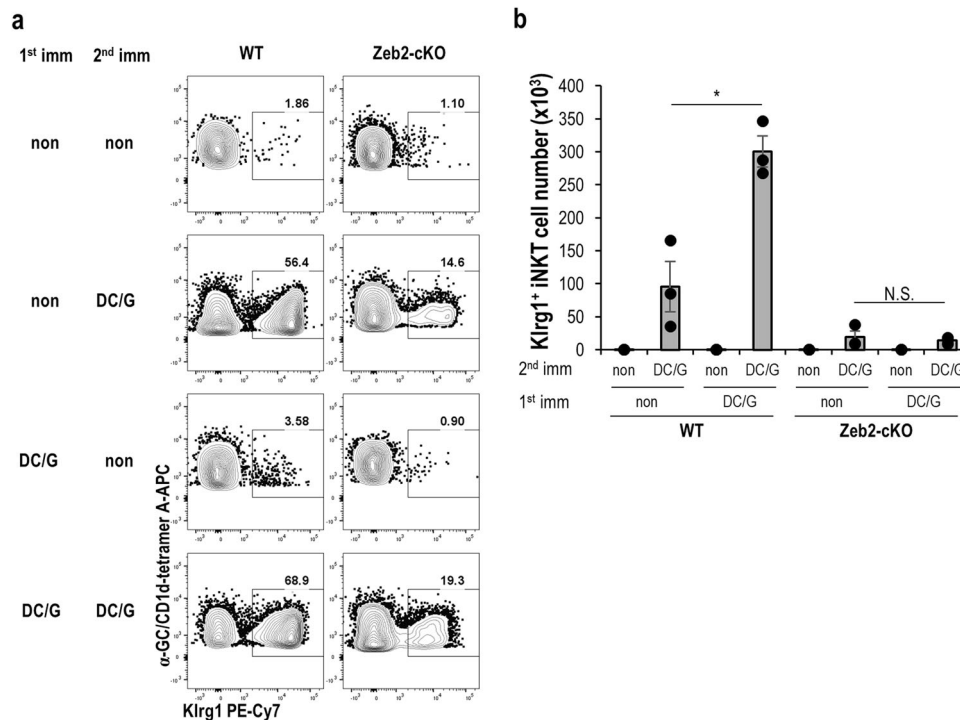 a
1st imm 2nd imm WT Zeb2-cKO
non non 1.86 1.10
non DC/G 56.4 14.6
DC/G non 3.58 0.90
DC/G DC/G 68.9 19.3
α-GC/CD1d-tetramer A-APC
Klrg1 PE-Cy7
b
Klrg1+ iNKT cell number (x103)
400
350
300
250
200
150
100
50
0
*
N.S.
2nd imm non DC/G non DC/G non DC/G non DC/G
1st imm non DC/G non DC/G
WT Zeb2-cKO